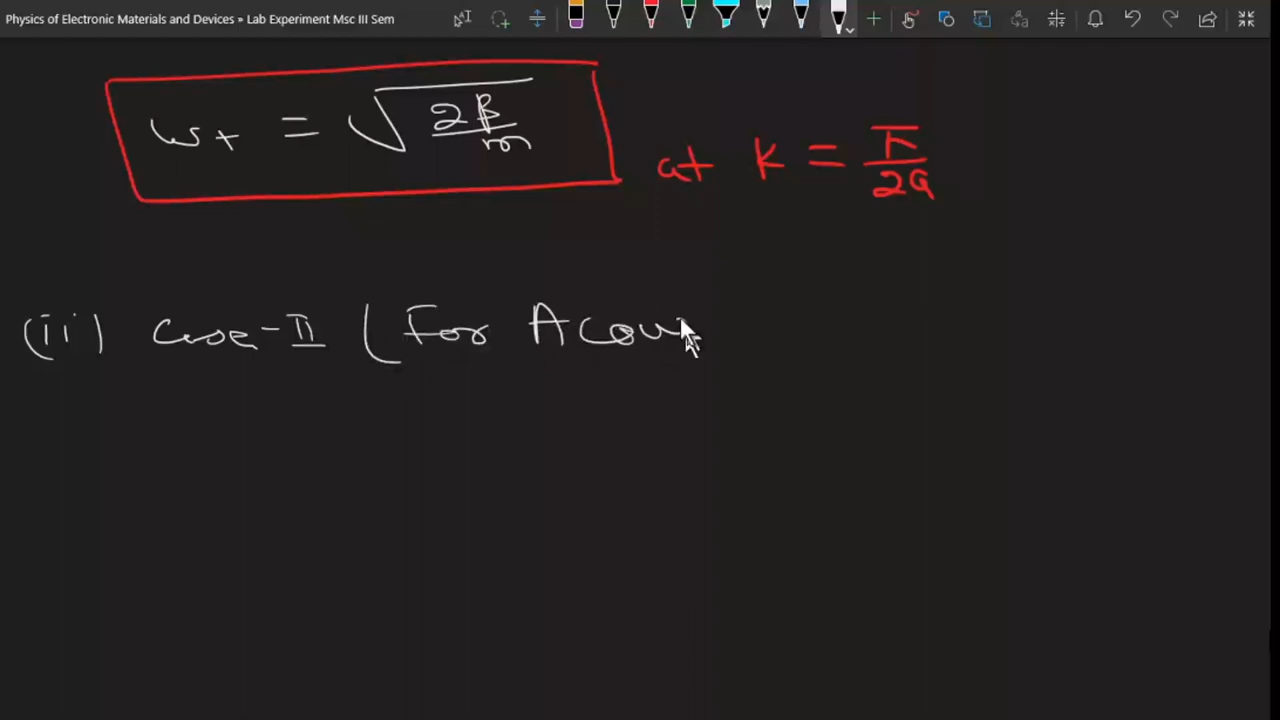 Physics of Electronic Materials and Devices » Lab Experiment Msc III Sem
ω+ = √2β/m
at K = π/2a
(ii) Case-II (For Acou